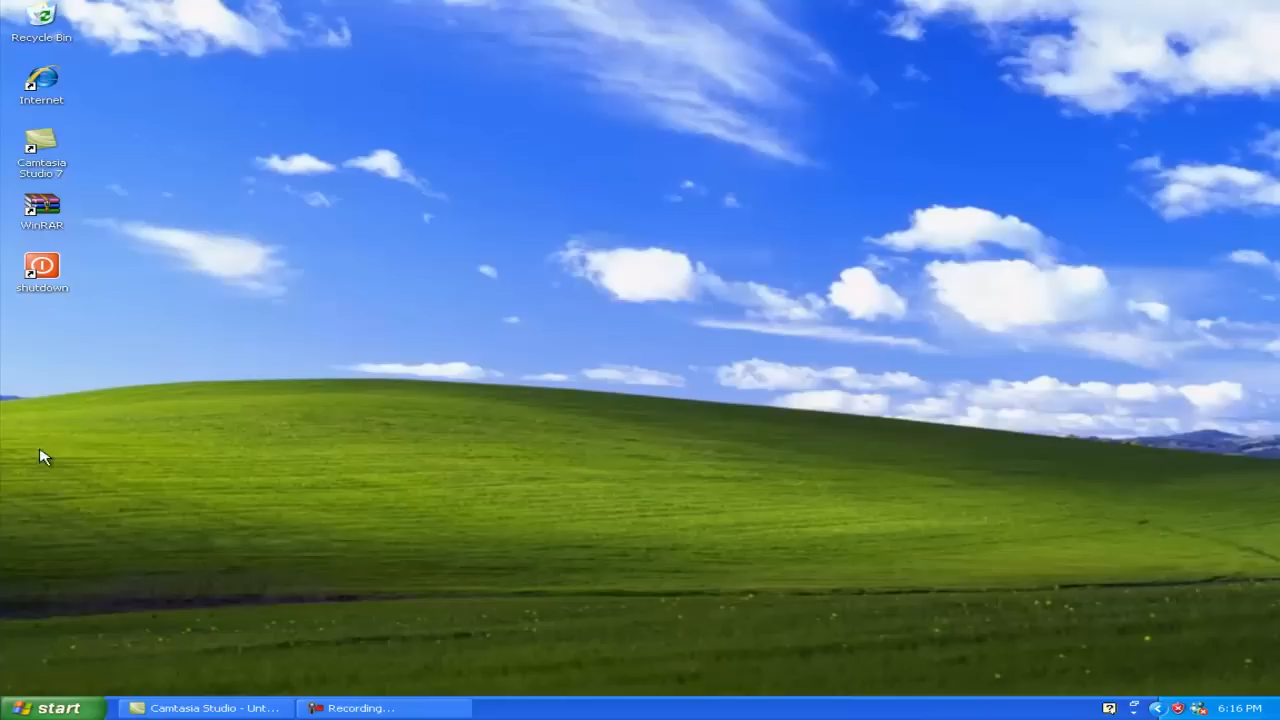 Recycle Bin
Internet
Camtasia
Studio 7
WinRAR
shutdown
start
Camtasia Studio - Unt...
Recording...
6:16 PM